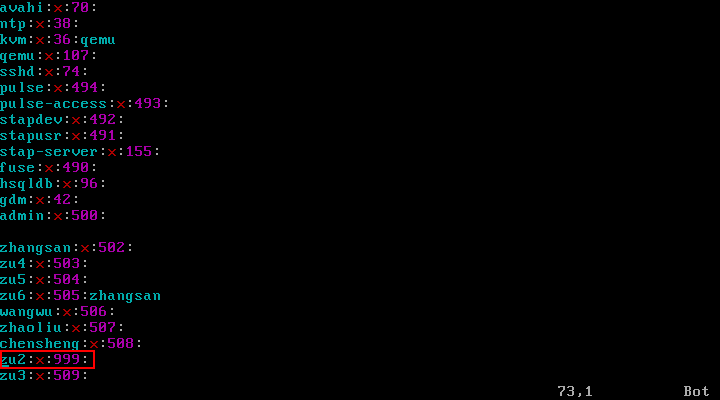 avahi:x:70:
ntp:x:38:
kvm:x:36:qemu
qemu:x:107:
sshd:x:74:
pulse:x:494:
pulse-access:x:493:
stapdev:x:492:
stapusr:x:491:
stap-server:x:155:
fuse:x:490:
hsqldb:x:96:
gdm:x:42:
admin:x:500:
zhangsan:x:502:
zu4:x:503:
zu5:x:504:
zu6:x:505:zhangsan
wangwu:x:506:
zhaoliu:x:507:
chensheng:x:508:
zu2:x:999:
zu3:x:509:
73,1 Bot